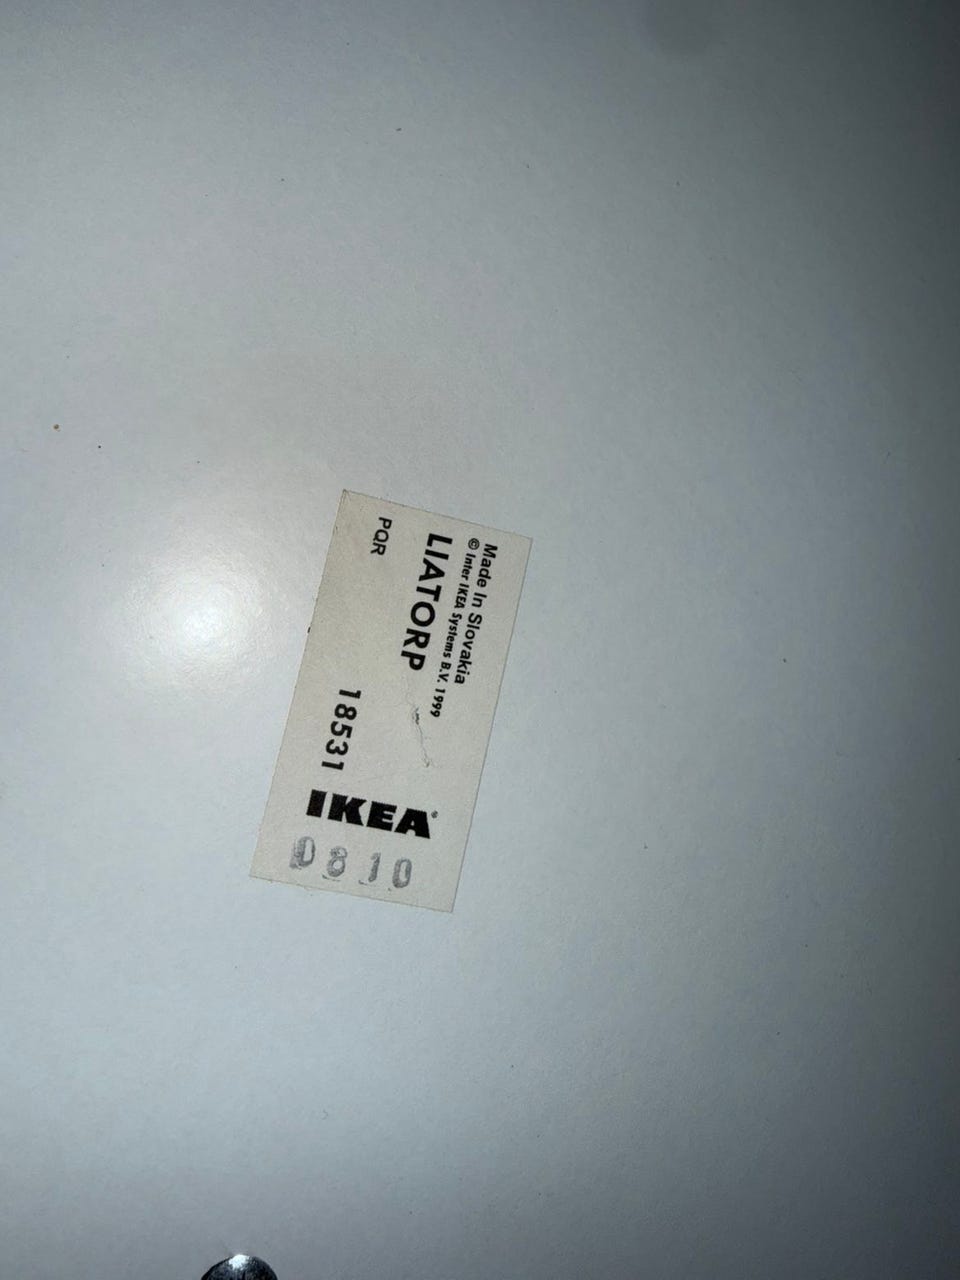 Made In Slovakia
© Inter IKEA Systems B.V. 1999
LIATORP
PQR
18531
IKEA®
0810